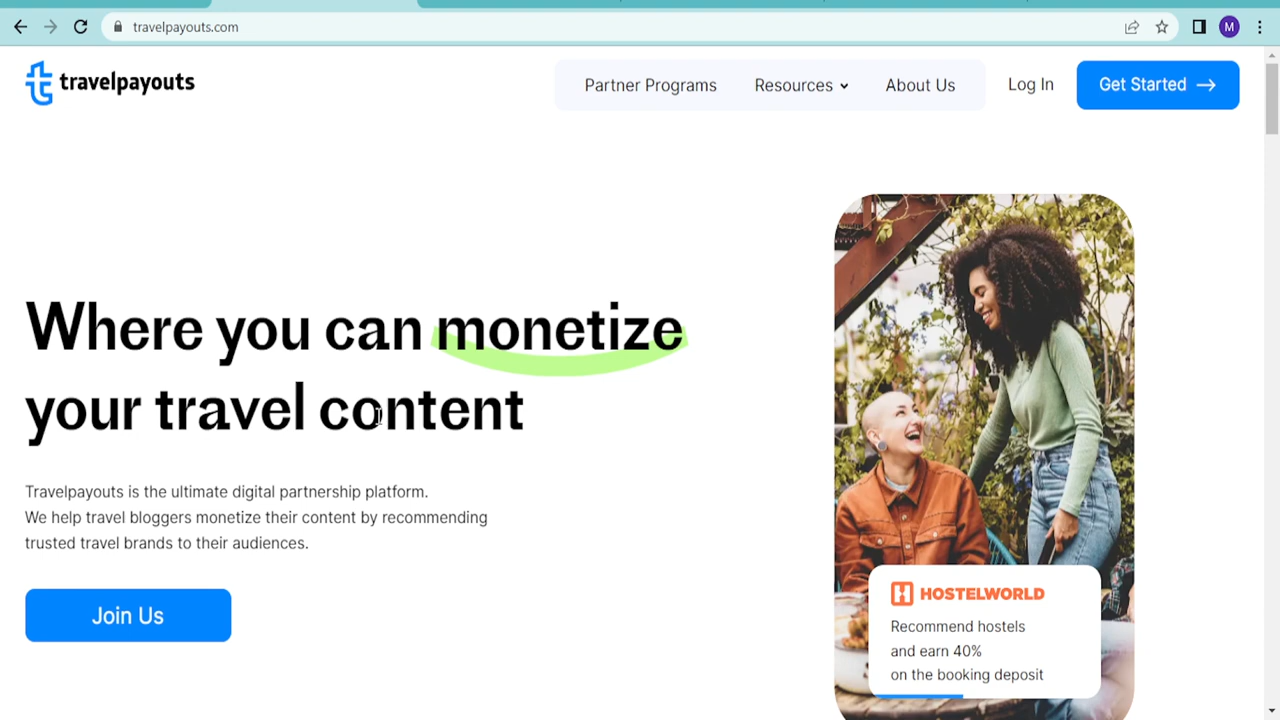 travelpayouts.com
M
travelpayouts
Partner Programs
Resources
About Us
Log In
Get Started
Where you can monetize
your travel content
Travelpayouts is the ultimate digital partnership platform.
We help travel bloggers monetize their content by recommending
trusted travel brands to their audiences.
Join Us
HOSTELWORLD
Recommend hostels
and earn 40%
on the booking deposit